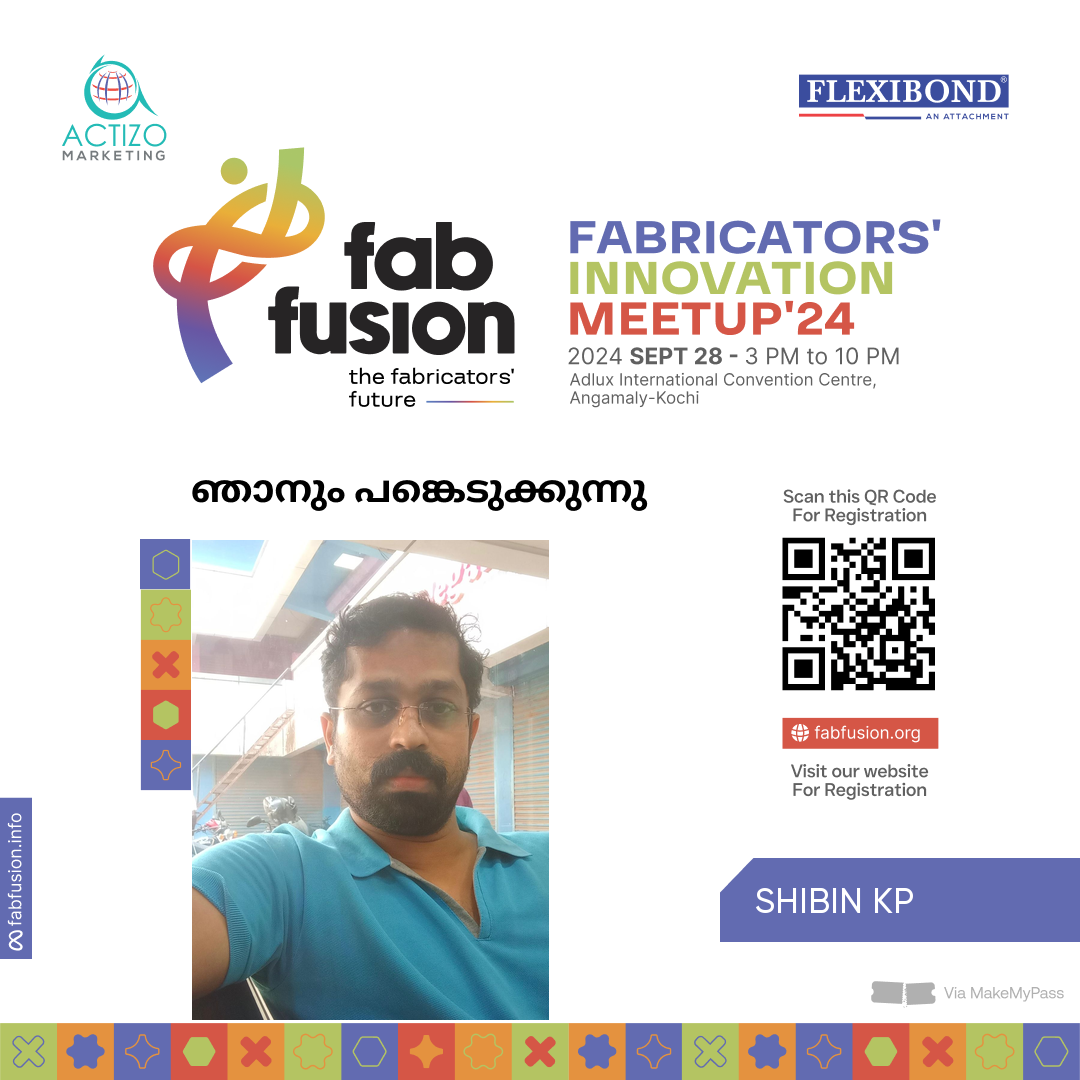 ACTIZO
MARKETING
FLEXIBOND®
AN ATTACHMENT
fab
fusion
the fabricators'
future
FABRICATORS'
INNOVATION
MEETUP'24
2024 SEPT 28 - 3 PM to 10 PM
Adlux International Convention Centre,
Angamaly-Kochi
ഞാനും പങ്കെടുക്കുന്നു
Scan this QR Code
For Registration
fabfusion.org
Visit our website
For Registration
fabfusion.info
SHIBIN KP
Via MakeMyPass